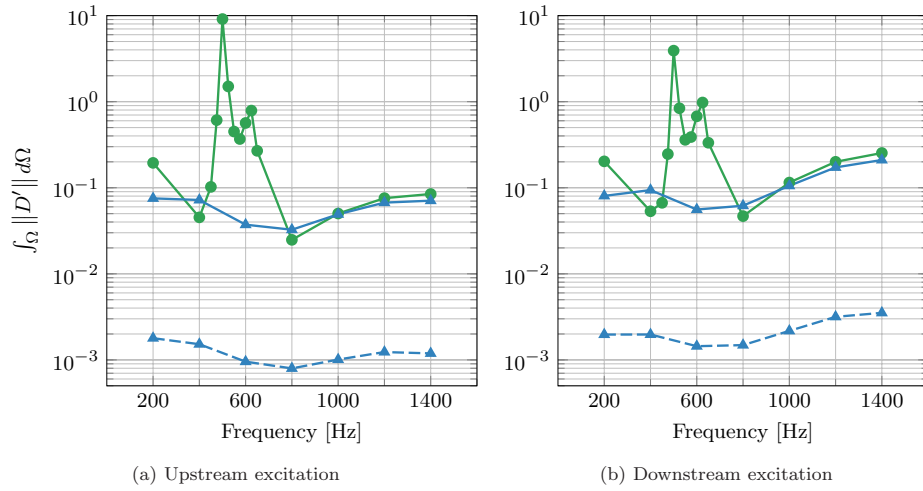 10^1
10^0
10^{-1}
10^{-2}
10^{-3}
∫_Ω ||D′|| dΩ
200 600 1000 1400
Frequency [Hz]
(a) Upstream excitation
10^1
10^0
10^{-1}
10^{-2}
10^{-3}
200 600 1000 1400
Frequency [Hz]
(b) Downstream excitation